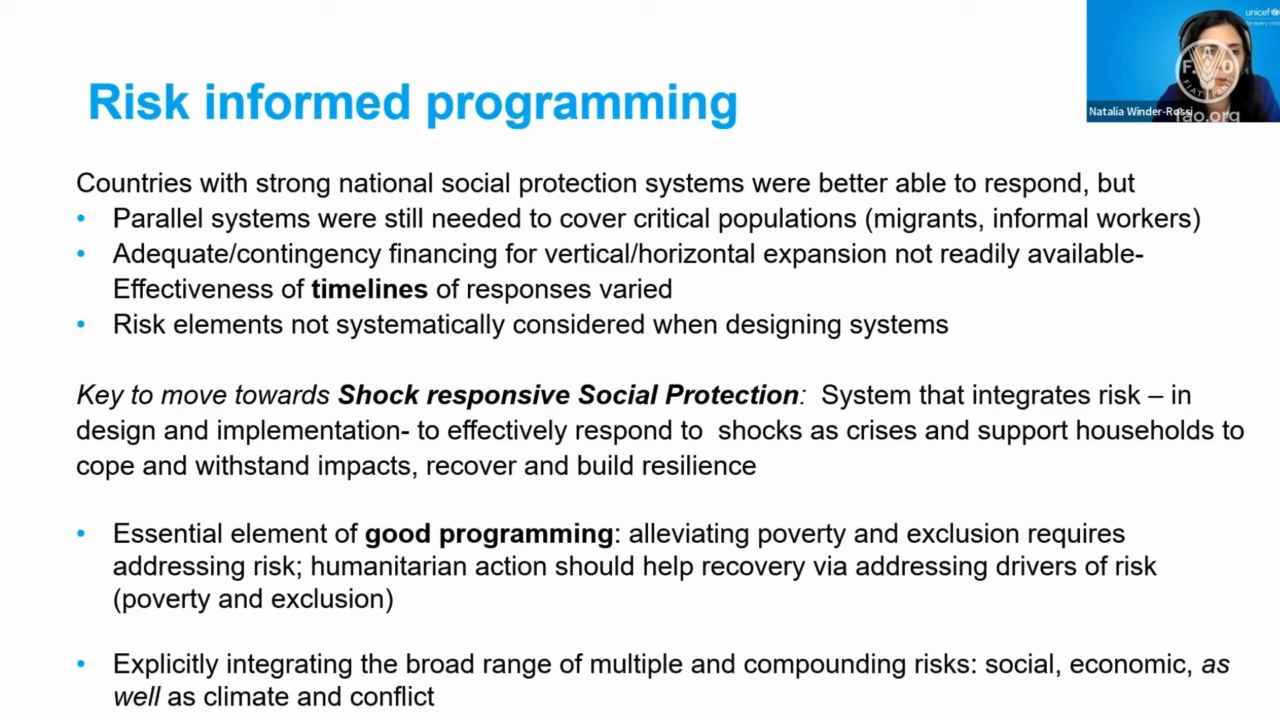 unicef
for every child
F A O
FIAT PANIS
Natalia Winder-Rossi
fao.org
Risk informed programming
Countries with strong national social protection systems were better able to respond, but
• Parallel systems were still needed to cover critical populations (migrants, informal workers)
• Adequate/contingency financing for vertical/horizontal expansion not readily available-
Effectiveness of timelines of responses varied
• Risk elements not systematically considered when designing systems
Key to move towards Shock responsive Social Protection:  System that integrates risk – in
design and implementation- to effectively respond to  shocks as crises and support households to
cope and withstand impacts, recover and build resilience
• Essential element of good programming: alleviating poverty and exclusion requires
addressing risk; humanitarian action should help recovery via addressing drivers of risk
(poverty and exclusion)
• Explicitly integrating the broad range of multiple and compounding risks: social, economic, as
well as climate and conflict